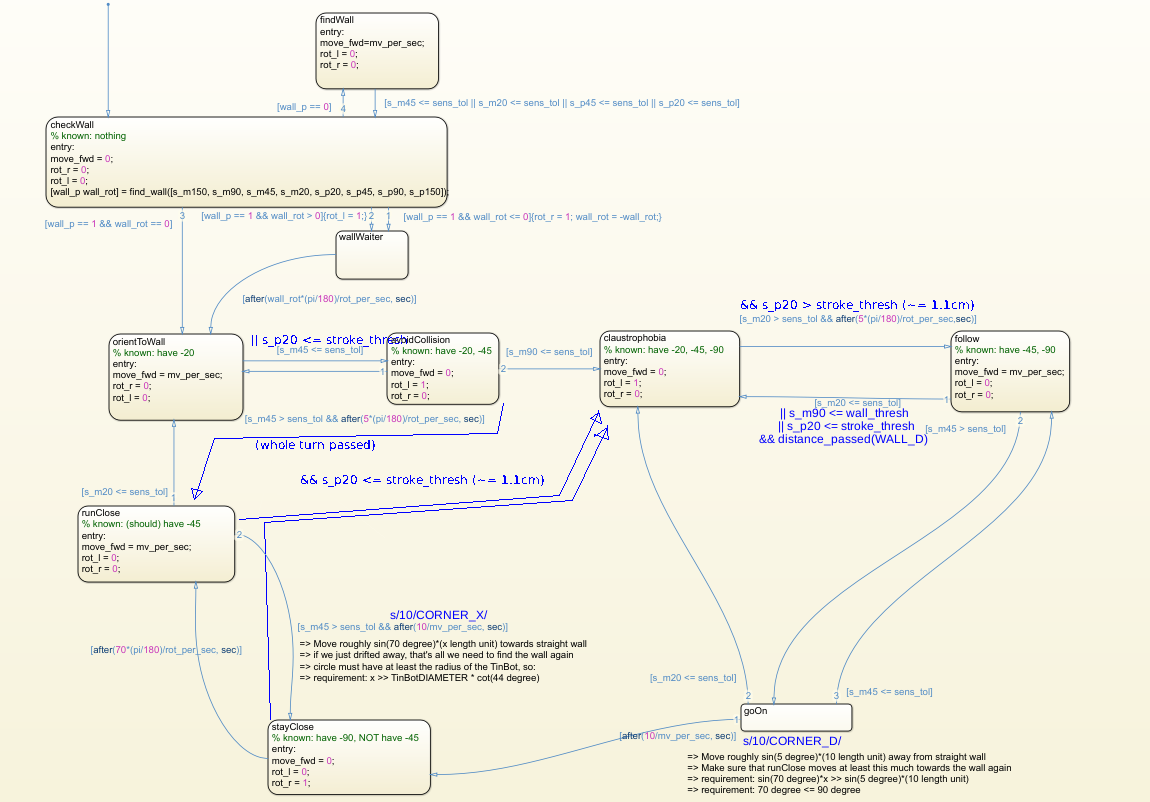 findWall
entry:
move_fwd=mv_per_sec;
rot_l = 0;
rot_r = 0;
[wall_p == 0]
4
[s_m45 <= sens_tol || s_m20 <= sens_tol || s_p45 <= sens_tol || s_p20 <= sens_tol]
checkWall
% known: nothing
entry:
move_fwd = 0;
rot_r = 0;
rot_l = 0;
[wall_p wall_rot] = find_wall([s_m150, s_m90, s_m45, s_m20, s_p20, s_p45, s_p90, s_p150]);
[wall_p == 1 && wall_rot == 0]
3
[wall_p == 1 && wall_rot > 0]{rot_l = 1;}
2
1
[wall_p == 1 && wall_rot <= 0]{rot_r = 1; wall_rot = -wall_rot;}
wallWaiter
[after(wall_rot*(pi/180)/rot_per_sec, sec)]
orientToWall
% known: have -20
entry:
move_fwd = mv_per_sec;
rot_r = 0;
rot_l = 0;
|| s_p20 <= stroke_thresh
[s_m45 <= sens_tol]
1
[s_m45 > sens_tol && after(5*(pi/180)/rot_per_sec, sec)]
% known: have -20, -45
entry:
move_fwd = 0;
rot_l = 1;
rot_r = 0;
2
[s_m90 <= sens_tol]
claustrophobia
% known: have -20, -45, -90
entry:
move_fwd = 0;
rot_l = 1;
rot_r = 0;
&& s_p20 > stroke_thresh (~= 1.1cm)
[s_m20 > sens_tol && after(5*(pi/180)/rot_per_sec,sec)]
follow
% known: have -45, -90
entry:
move_fwd = mv_per_sec;
rot_r = 0;
rot_l = 0;
1
[s_m20 <= sens_tol]
|| s_m90 <= wall_thresh
|| s_p20 <= stroke_thresh
&& distance_passed(WALL_D)
[s_m45 > sens_tol]
2
(whole turn passed)
&& s_p20 <= stroke_thresh (~= 1.1cm)
[s_m20 <= sens_tol]
1
runClose
% known: (should) have -45
entry:
move_fwd = mv_per_sec;
rot_l = 0;
rot_r = 0;
2
s/10/CORNER_X/
[s_m45 > sens_tol && after(10/mv_per_sec, sec)]
=> Move roughly sin(70 degree)*(x length unit) towards straight wall
=> if we just drifted away, that's all we need to find the wall again
=> circle must have at least the radius of the TinBot, so:
=> requirement: x >> TinBotDIAMETER * cot(44 degree)
[after(70*(pi/180)/rot_per_sec, sec)]
stayClose
% known: have -90, NOT have -45
entry:
move_fwd = 0;
rot_l = 0;
rot_r = 1;
[s_m20 <= sens_tol]
2
3
[s_m45 <= sens_tol]
goOn
1
[after(10/mv_per_sec, sec)]
s/10/CORNER_D/
=> Move roughly sin(5 degree)*(10 length unit) away from straight wall
=> Make sure that runClose moves at least this much towards the wall again
=> requirement: sin(70 degree)*x >> sin(5 degree)*(10 length unit)
=> requirement: 70 degree <= 90 degree